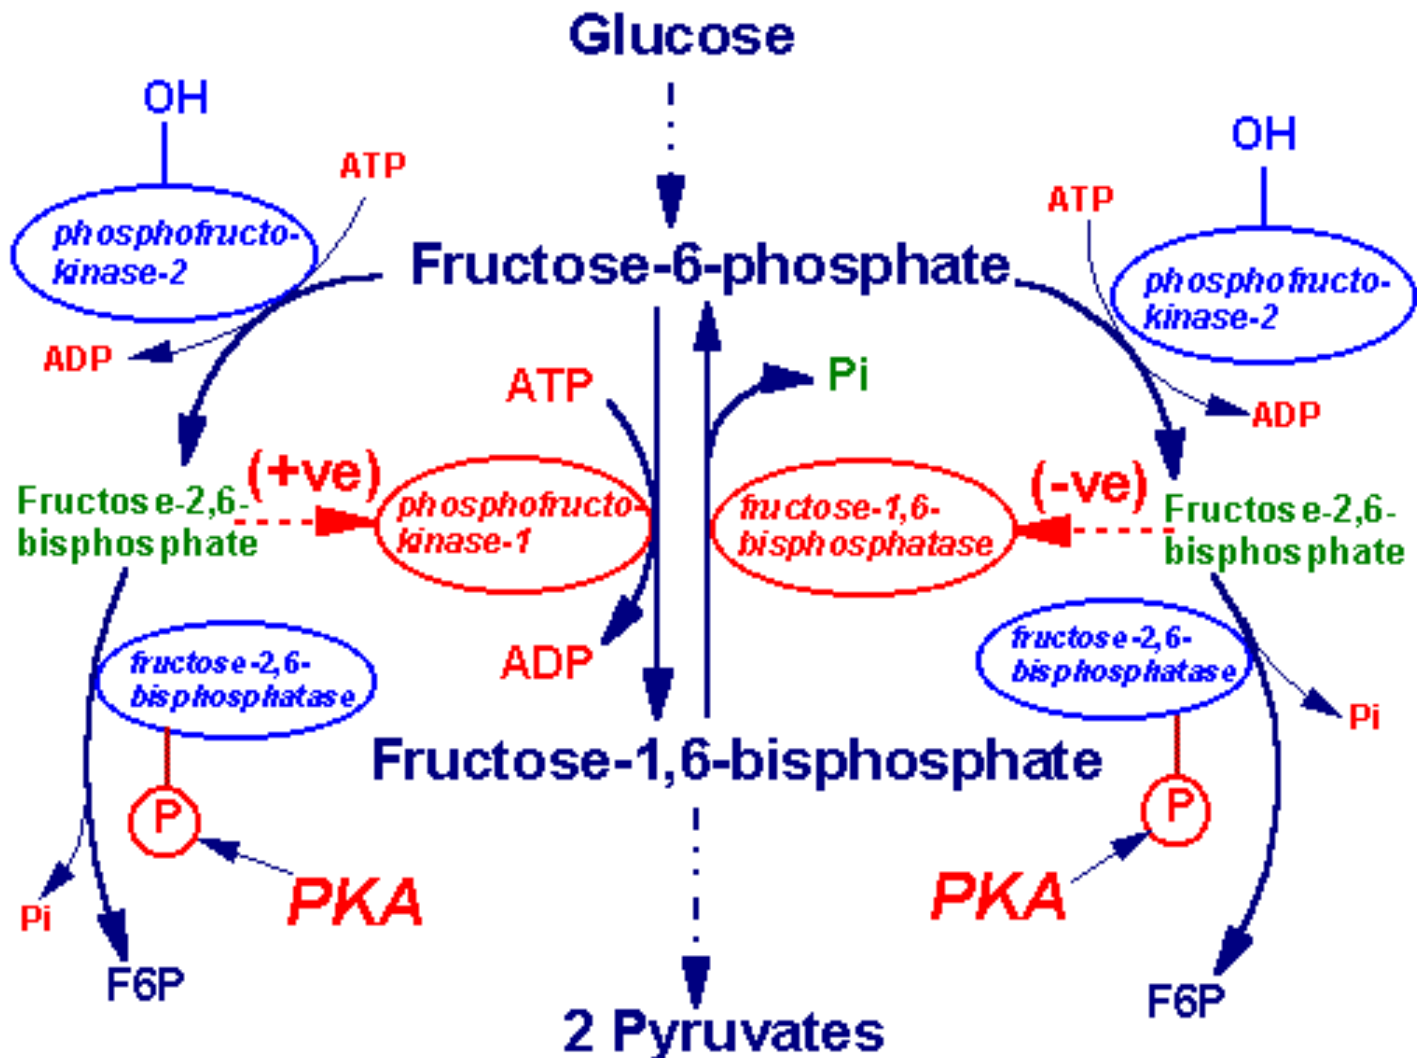 Glucose
OH
OH
ATP
ATP
phosphofructo-
kinase-2
Fructose-6-phosphate
phosphofructo-
kinase-2
ADP
ATP
Pi
ADP
(+ve)
(-ve)
Fructose-2,6-
bisphosphate
phosphofructo-
kinase-1
fructose-1,6-
bisphosphatase
Fructose-2,6-
bisphosphate
ADP
fructose-2,6-
bisphosphatase
fructose-2,6-
bisphosphatase
Pi
Fructose-1,6-bisphosphate
P
P
PKA
PKA
Pi
F6P
F6P
2 Pyruvates